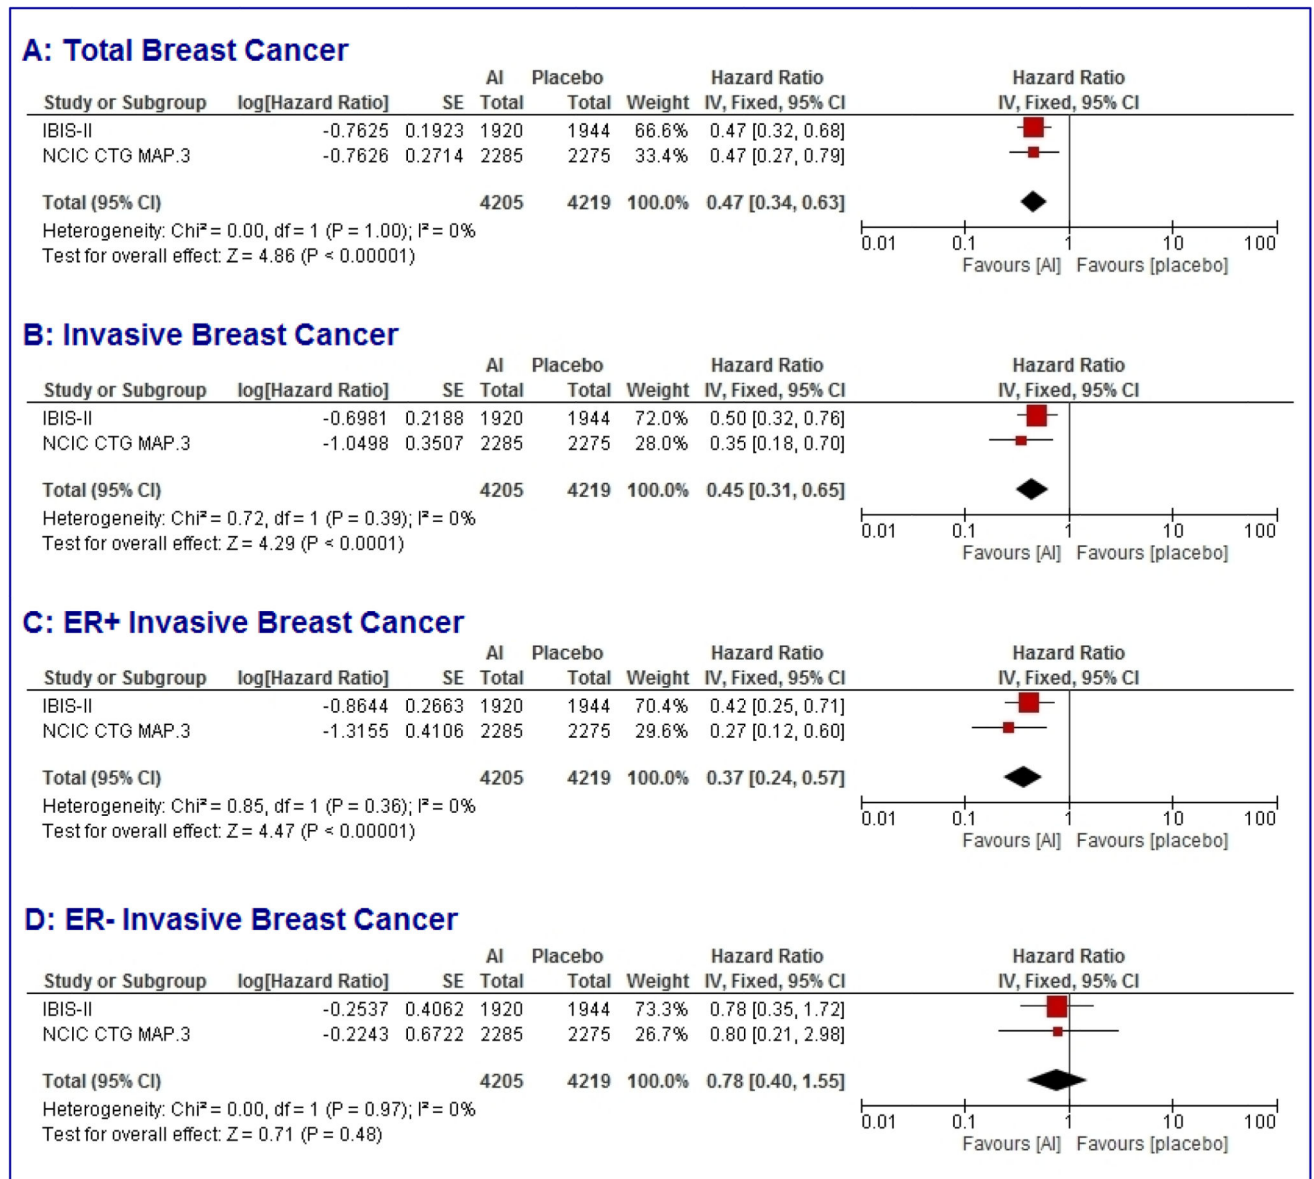 A: Total Breast Cancer
AI Placebo Hazard Ratio Hazard Ratio
Study or Subgroup log[Hazard Ratio] SE Total Total Weight IV, Fixed, 95% CI IV, Fixed, 95% CI
IBIS-II -0.7625 0.1923 1920 1944 66.6% 0.47 [0.32, 0.68]
NCIC CTG MAP.3 -0.7626 0.2714 2285 2275 33.4% 0.47 [0.27, 0.79]
Total (95% CI) 4205 4219 100.0% 0.47 [0.34, 0.63]
Heterogeneity: Chi² = 0.00, df = 1 (P = 1.00); I² = 0%
Test for overall effect: Z = 4.86 (P < 0.00001)
0.01 0.1 1 10 100
Favours [AI] Favours [placebo]
B: Invasive Breast Cancer
AI Placebo Hazard Ratio Hazard Ratio
Study or Subgroup log[Hazard Ratio] SE Total Total Weight IV, Fixed, 95% CI IV, Fixed, 95% CI
IBIS-II -0.6981 0.2188 1920 1944 72.0% 0.50 [0.32, 0.76]
NCIC CTG MAP.3 -1.0498 0.3507 2285 2275 28.0% 0.35 [0.18, 0.70]
Total (95% CI) 4205 4219 100.0% 0.45 [0.31, 0.65]
Heterogeneity: Chi² = 0.72, df = 1 (P = 0.39); I² = 0%
Test for overall effect: Z = 4.29 (P < 0.0001)
0.01 0.1 1 10 100
Favours [AI] Favours [placebo]
C: ER+ Invasive Breast Cancer
AI Placebo Hazard Ratio Hazard Ratio
Study or Subgroup log[Hazard Ratio] SE Total Total Weight IV, Fixed, 95% CI IV, Fixed, 95% CI
IBIS-II -0.8644 0.2663 1920 1944 70.4% 0.42 [0.25, 0.71]
NCIC CTG MAP.3 -1.3155 0.4106 2285 2275 29.6% 0.27 [0.12, 0.60]
Total (95% CI) 4205 4219 100.0% 0.37 [0.24, 0.57]
Heterogeneity: Chi² = 0.85, df = 1 (P = 0.36); I² = 0%
Test for overall effect: Z = 4.47 (P < 0.00001)
0.01 0.1 1 10 100
Favours [AI] Favours [placebo]
D: ER- Invasive Breast Cancer
AI Placebo Hazard Ratio Hazard Ratio
Study or Subgroup log[Hazard Ratio] SE Total Total Weight IV, Fixed, 95% CI IV, Fixed, 95% CI
IBIS-II -0.2537 0.4062 1920 1944 73.3% 0.78 [0.35, 1.72]
NCIC CTG MAP.3 -0.2243 0.6722 2285 2275 26.7% 0.80 [0.21, 2.98]
Total (95% CI) 4205 4219 100.0% 0.78 [0.40, 1.55]
Heterogeneity: Chi² = 0.00, df = 1 (P = 0.97); I² = 0%
Test for overall effect: Z = 0.71 (P = 0.48)
0.01 0.1 1 10 100
Favours [AI] Favours [placebo]